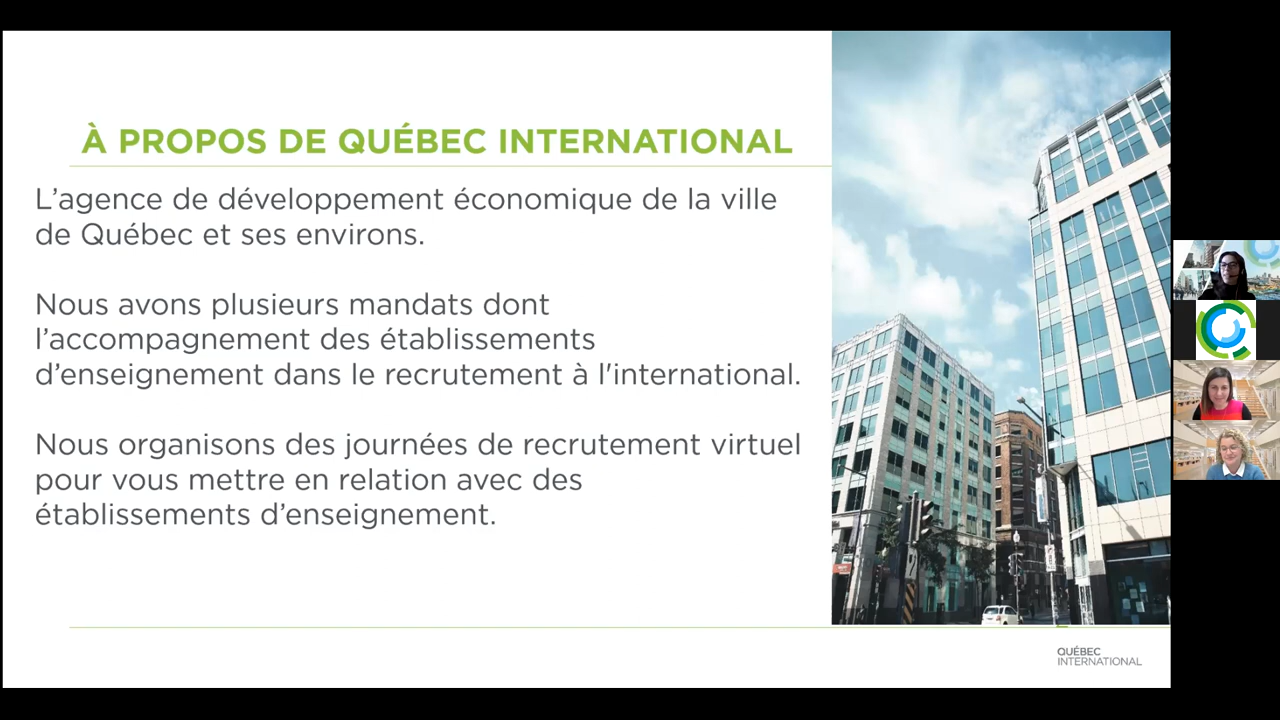 À PROPOS DE QUÉBEC INTERNATIONAL
L’agence de développement économique de la ville
de Québec et ses environs.
Nous avons plusieurs mandats dont
l’accompagnement des établissements
d’enseignement dans le recrutement à l'international.
Nous organisons des journées de recrutement virtuel
pour vous mettre en relation avec des
établissements d’enseignement.
QUÉBEC
INTERNATIONAL